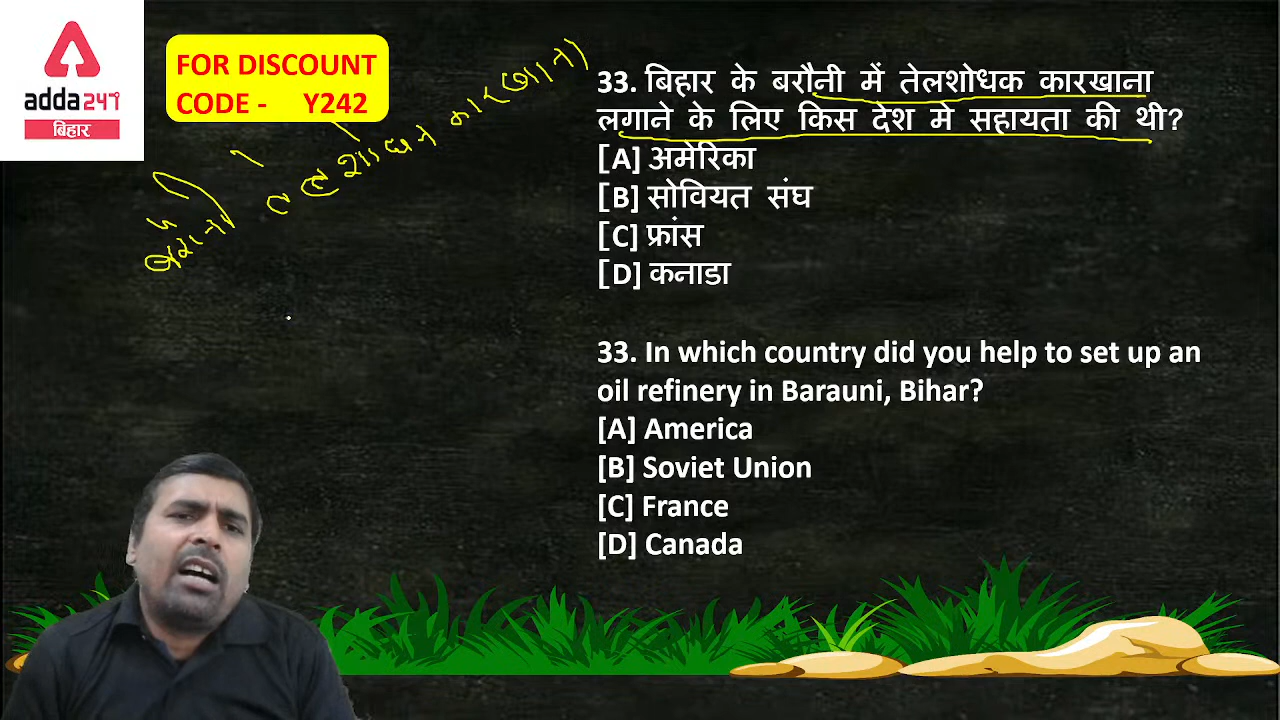 adda247
बिहार
FOR DISCOUNT
CODE - Y242
बरौनी तेल शोधन कारखाना
33. बिहार के बरौनी में तेलशोधक कारखाना
लगाने के लिए किस देश मे सहायता की थी?
[A] अमेरिका
[B] सोवियत संघ
[C] फ्रांस
[D] कनाडा
33. In which country did you help to set up an
oil refinery in Barauni, Bihar?
[A] America
[B] Soviet Union
[C] France
[D] Canada